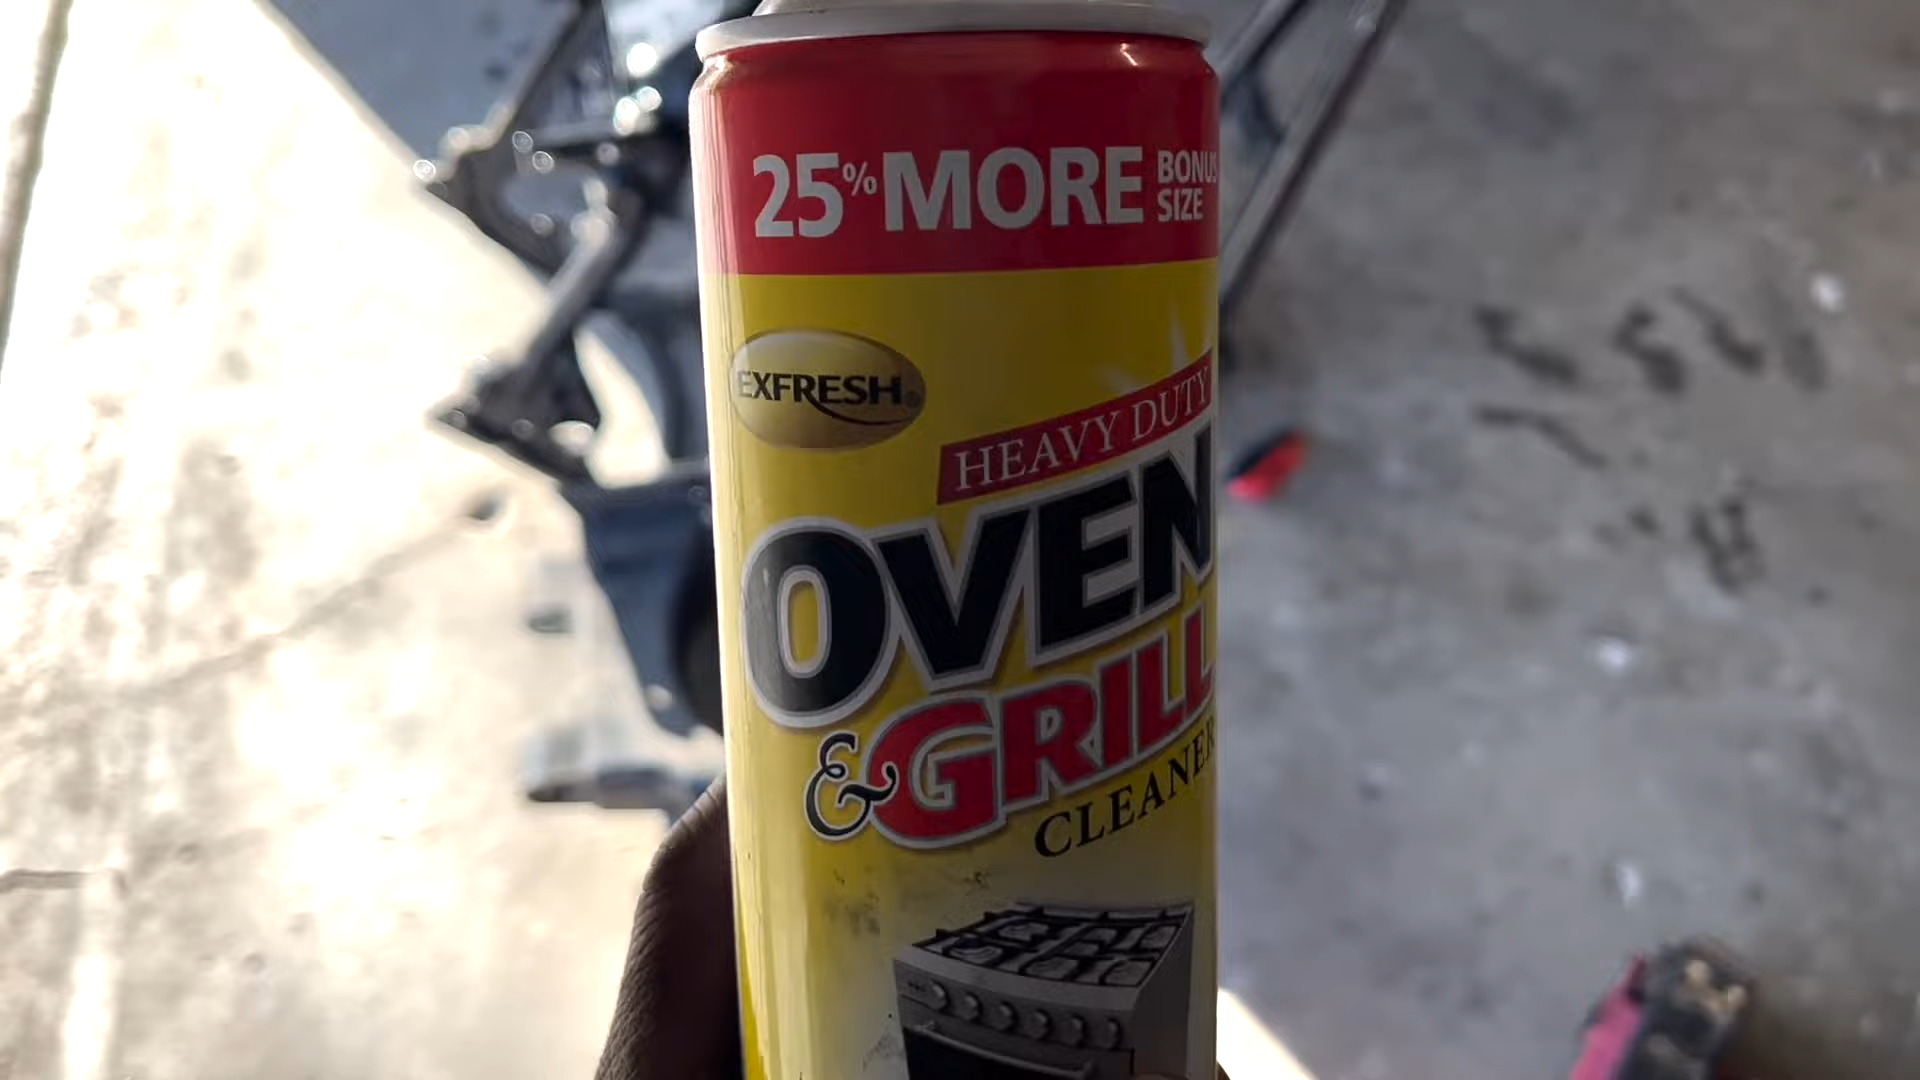 25% MORE BONUS SIZE
EXFRESH®
HEAVY DUTY
OVEN
& GRILL
CLEANER